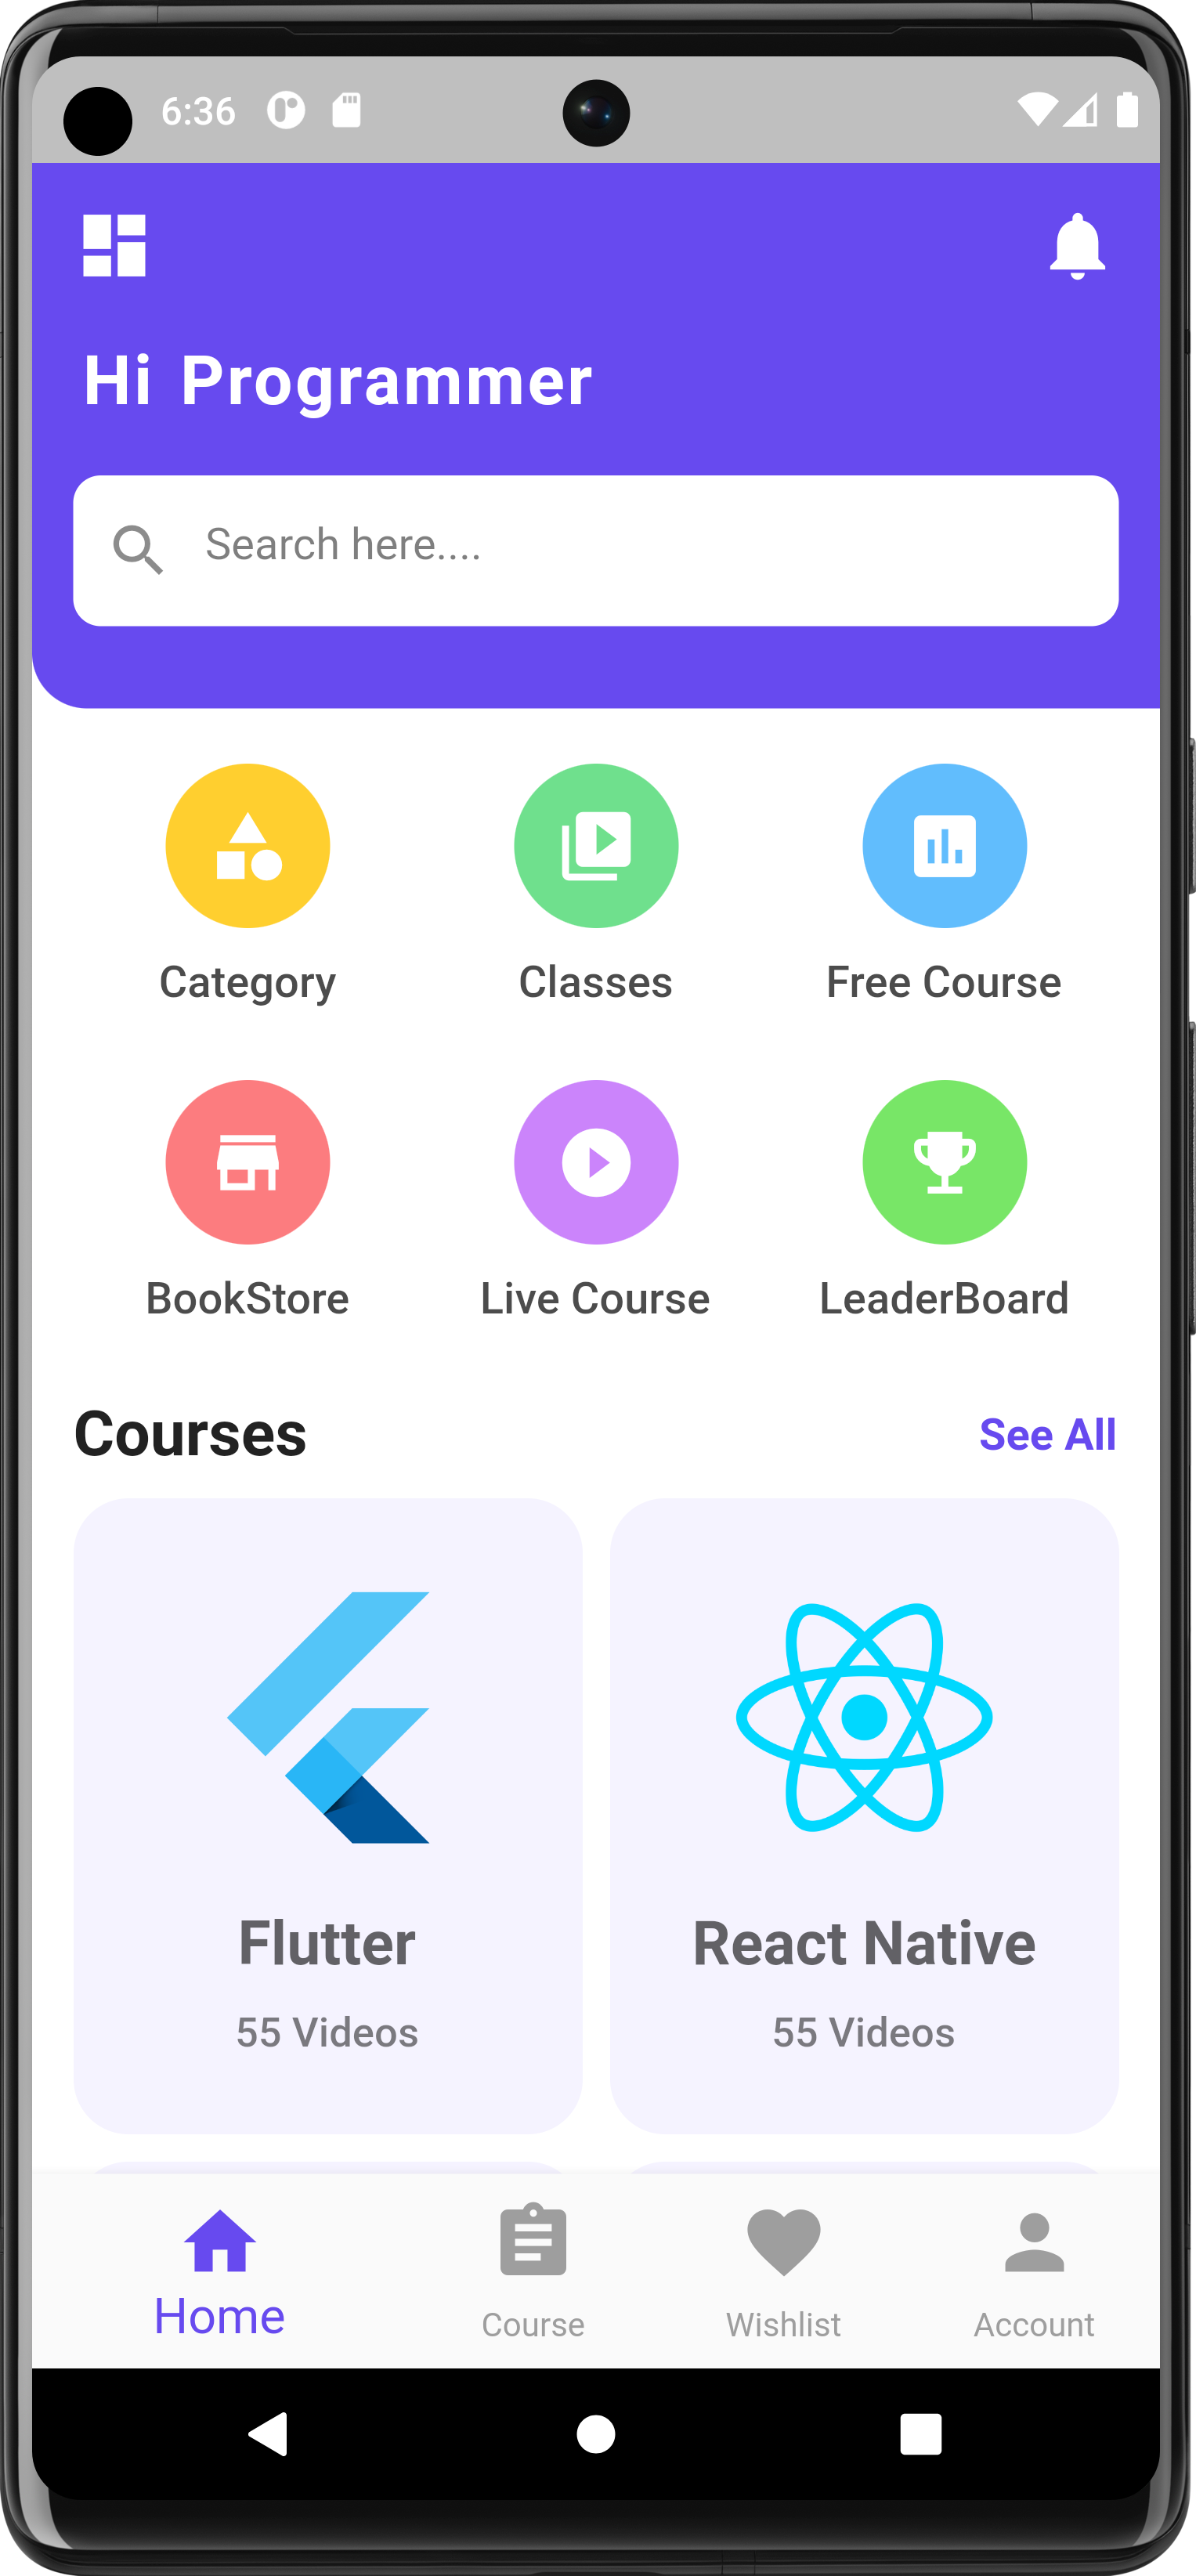 6:36
Hi Programmer
Search here....
Category
Classes
Free Course
BookStore
Live Course
LeaderBoard
Courses
See All
Flutter
React Native
55 Videos
55 Videos
Home
Course
Wishlist
Account